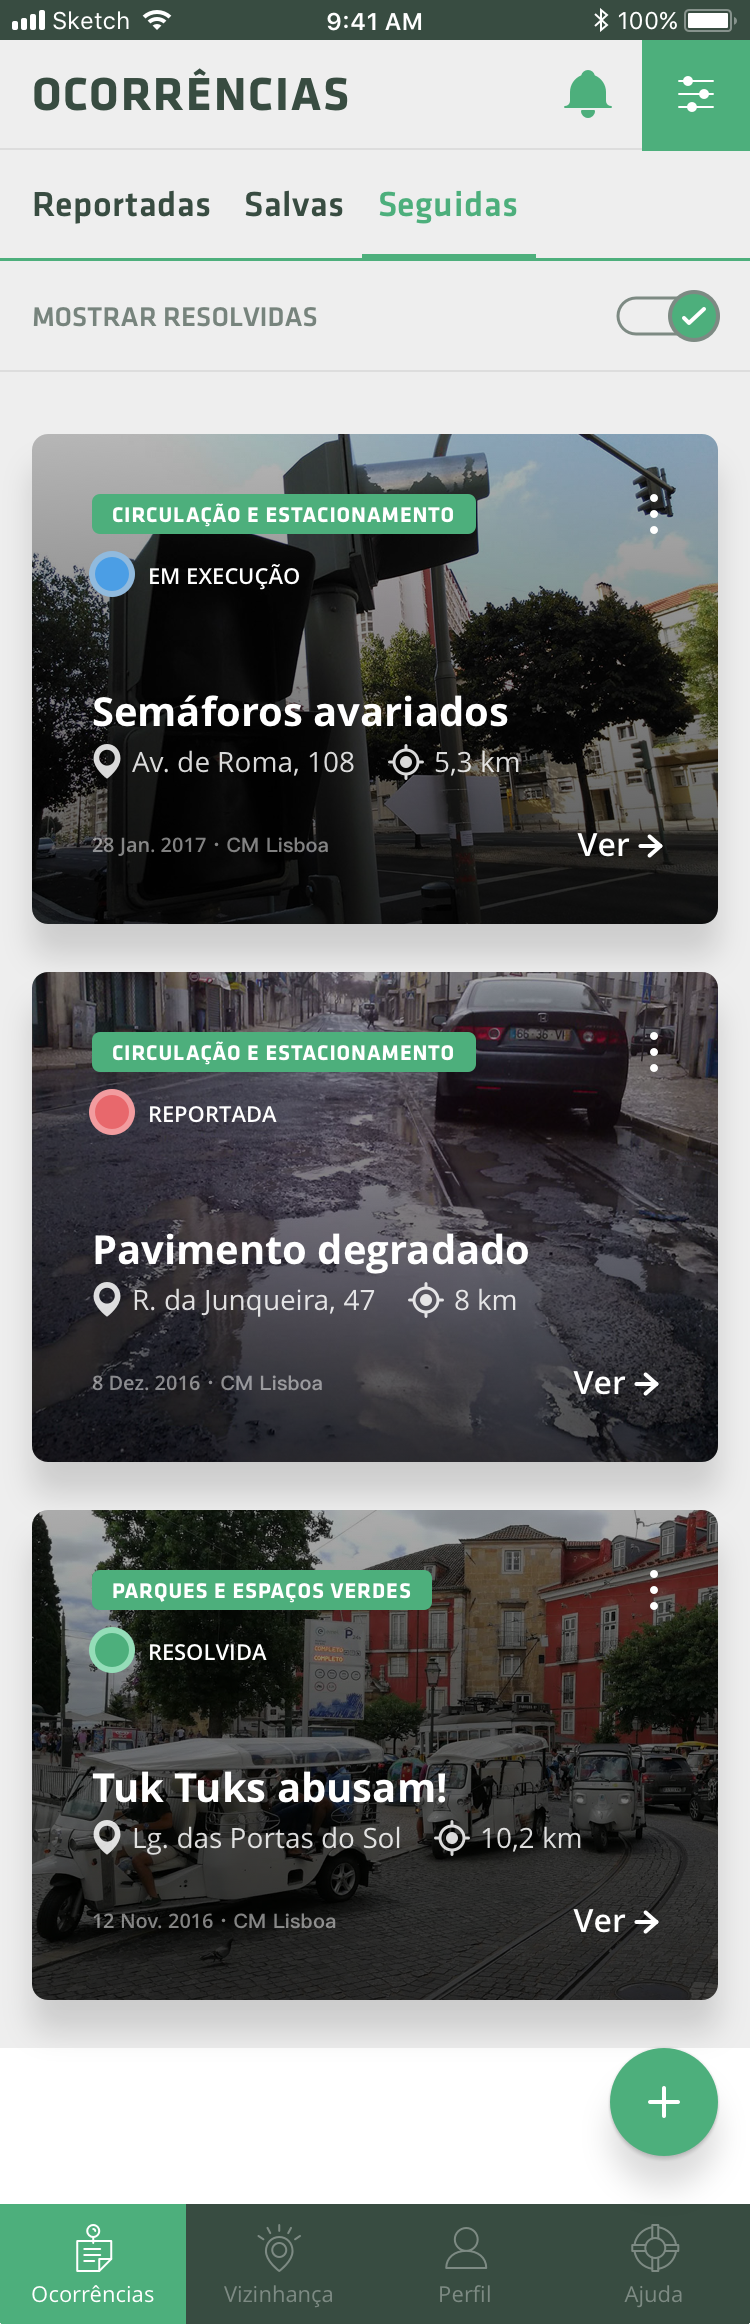 Sketch 9:41 AM 100%
OCORRÊNCIAS
Reportadas Salvas Seguidas
MOSTRAR RESOLVIDAS
CIRCULAÇÃO E ESTACIONAMENTO
EM EXECUÇÃO
Semáforos avariados
Av. de Roma, 108 5,3 km
28 Jan. 2017 · CM Lisboa Ver →
CIRCULAÇÃO E ESTACIONAMENTO
REPORTADA
Pavimento degradado
R. da Junqueira, 47 8 km
8 Dez. 2016 · CM Lisboa Ver →
PARQUES E ESPAÇOS VERDES
RESOLVIDA
COMPLETO
COMPLETO
Tuk Tuks abusam!
Lg. das Portas do Sol 10,2 km
12 Nov. 2016 · CM Lisboa Ver →
Ocorrências Vizinhança Perfil Ajuda